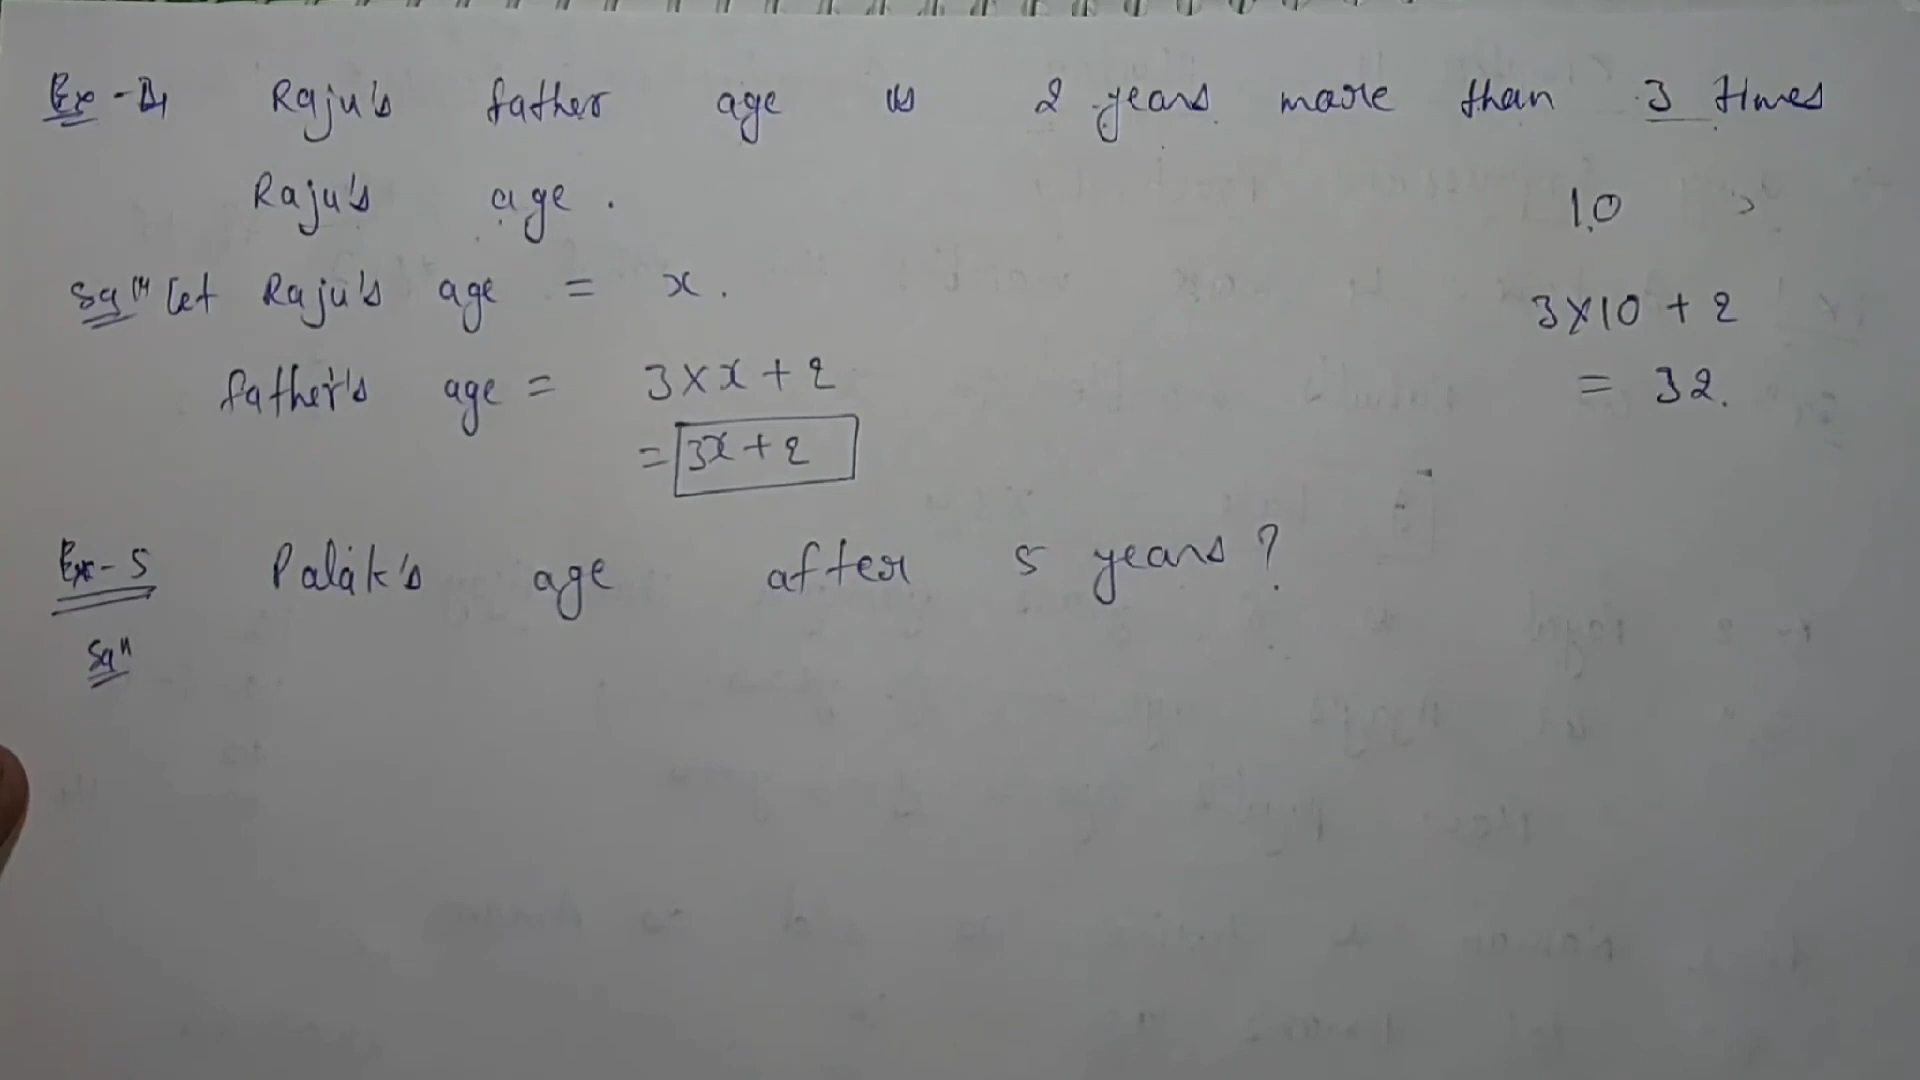 Ex-4 Raju's father age is 2 years more than 3 times
Raju's age.
10
Solⁿ Let Raju's age = x.
3×10+2
father's age = 3×x+2
= 32.
= 3x+2
Ex-5 Palak's age after 5 years?
Solⁿ